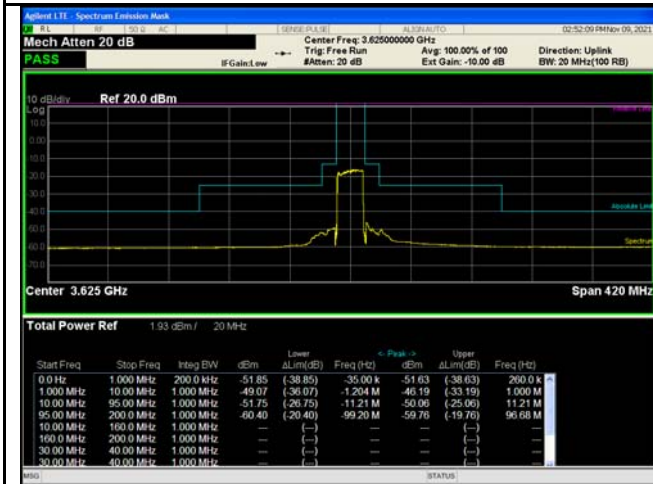 Agilent LTE - Spectrum Emission Mask
RL RF 50 Ω AC SENSE:PULSE ALIGN AUTO 02:52:09 PM Nov 09, 2021
Mech Atten 20 dB Center Freq: 3.625000000 GHz
Trig: Free Run Avg: 100.00% of 100 Direction: Uplink
PASS IFGain:Low #Atten: 20 dB Ext Gain: -10.00 dB BW: 20 MHz(100 RB)
10 dB/div Ref 20.0 dBm
Log
10.0
0.00
10.0
20.0
30.0
40.0 Absolute Limit
50.0
60.0 Spectrum
70.0
Center 3.625 GHz Span 420 MHz
Total Power Ref 1.93 dBm / 20 MHz
Lower <- Peak -> Upper
Start Freq Stop Freq Integ BW dBm ΔLim(dB) Freq (Hz) dBm ΔLim(dB) Freq (Hz)
0.0 Hz 1.000 MHz 200.0 kHz -51.85 (-38.85) -35.00 k -51.63 (-38.63) 260.0 k
1.000 MHz 10.00 MHz 1.000 MHz -49.07 (-36.07) -1.204 M -46.19 (-33.19) 1.000 M
10.00 MHz 95.00 MHz 1.000 MHz -51.75 (-26.75) -11.21 M -50.06 (-25.06) 11.21 M
95.00 MHz 200.0 MHz 1.000 MHz -60.40 (-20.40) -99.20 M -59.76 (-19.76) 96.68 M
10.00 MHz 160.0 MHz 1.000 MHz --- (---) --- (---)
160.0 MHz 200.0 MHz 1.000 MHz --- (---) --- (---)
30.00 MHz 40.00 MHz 1.000 MHz --- (---) --- (---)
30.00 MHz 40.00 MHz 1.000 MHz --- (---) --- (---)
MSG STATUS